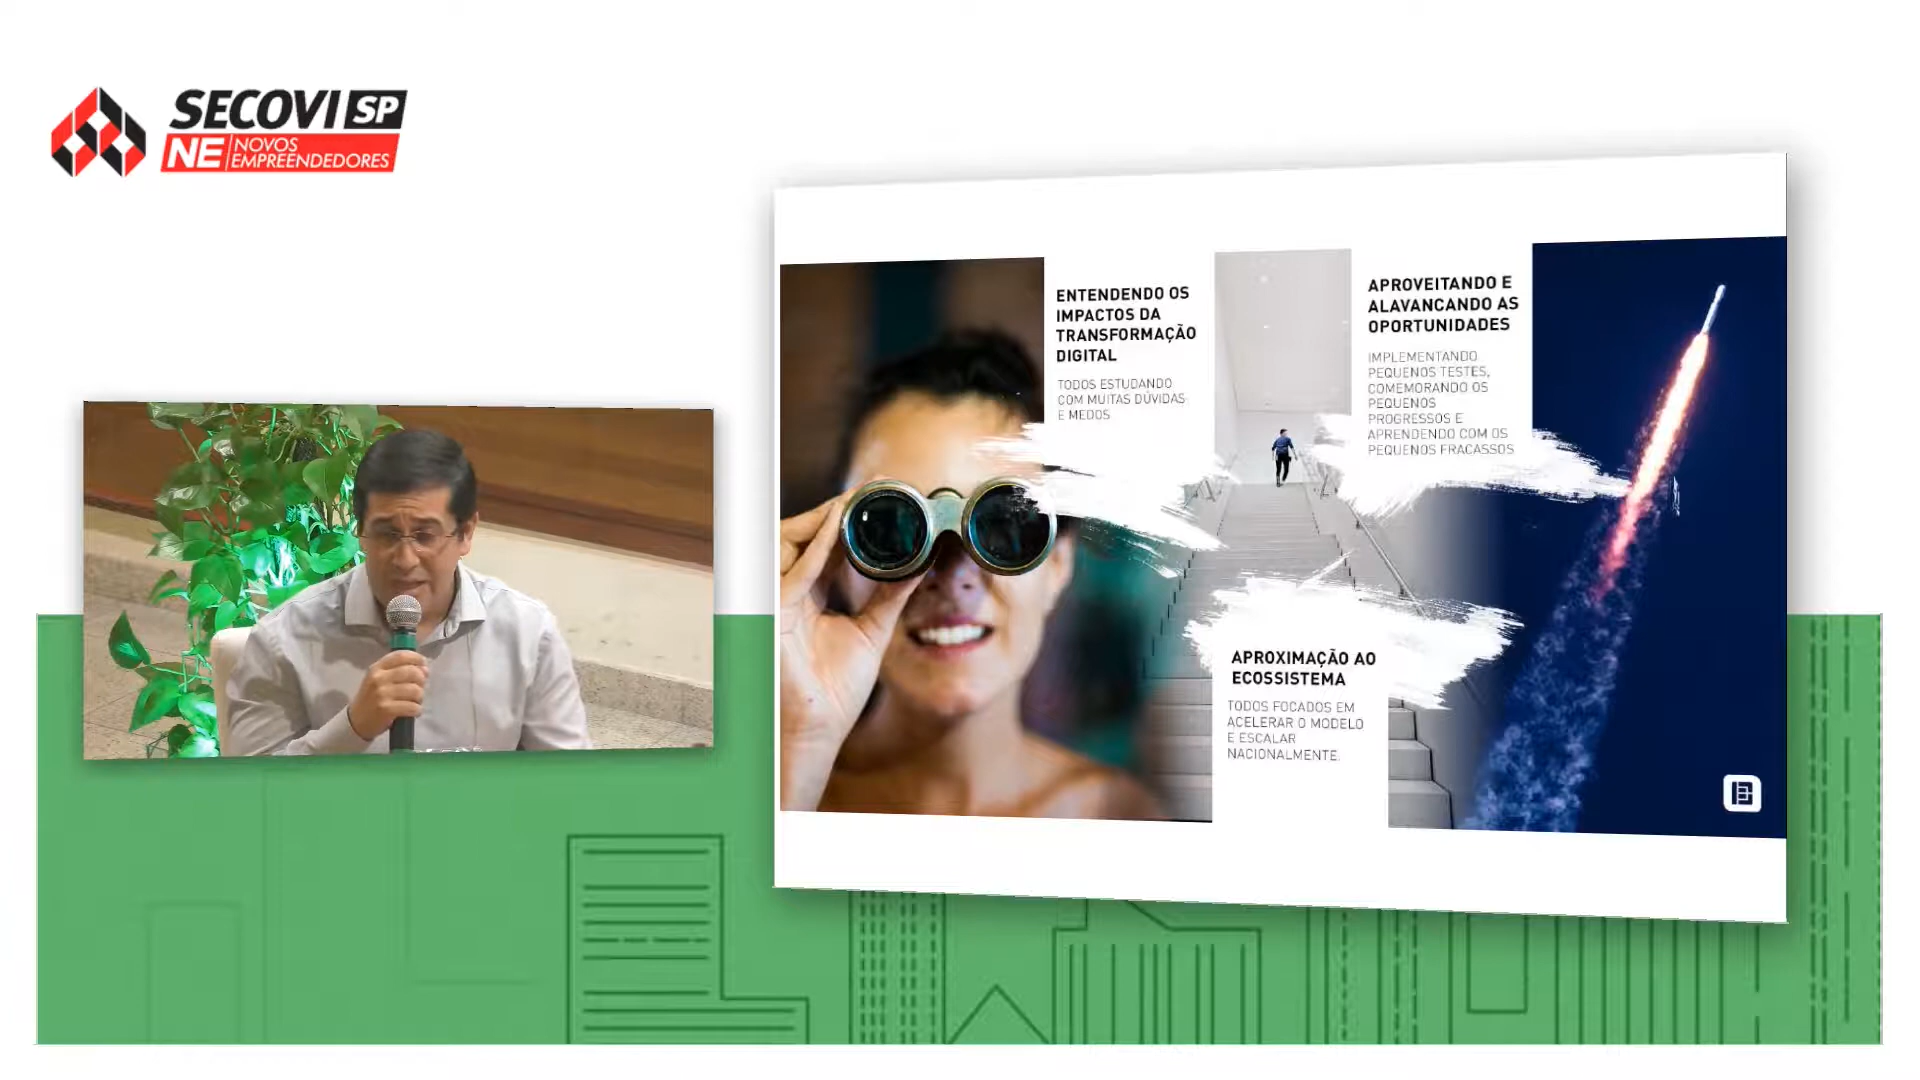 SECOVI SP
NE NOVOS
EMPREENDEDORES
ENTENDENDO OS
IMPACTOS DA
TRANSFORMAÇÃO
DIGITAL
TODOS ESTUDANDO
COM MUITAS DÚVIDAS
E MEDOS
APROVEITANDO E
ALAVANCANDO AS
OPORTUNIDADES
IMPLEMENTANDO
PEQUENOS TESTES,
COMEMORANDO OS
PEQUENOS
PROGRESSOS E
APRENDENDO COM OS
PEQUENOS FRACASSOS
APROXIMAÇÃO AO
ECOSSISTEMA
TODOS FOCADOS EM
ACELERAR O MODELO
E ESCALAR
NACIONALMENTE.